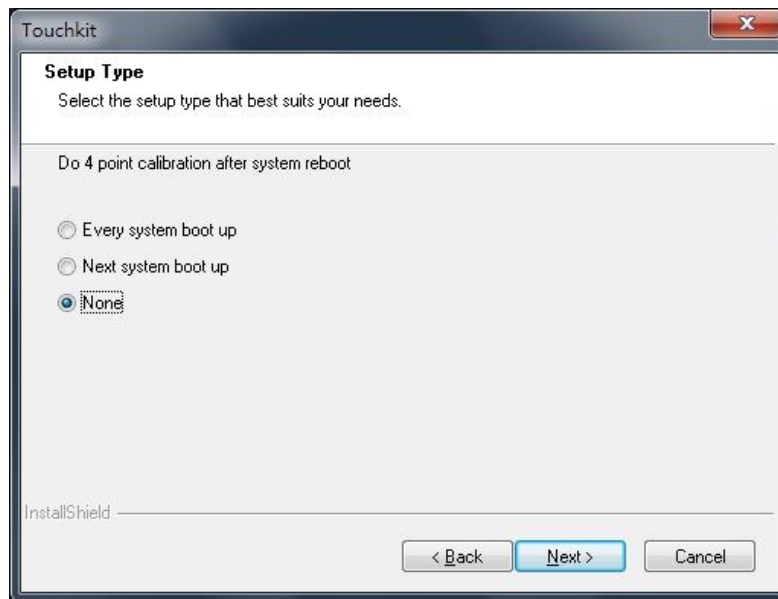 Touchkit
Setup Type
Select the setup type that best suits your needs.
Do 4 point calibration after system reboot
Every system boot up
Next system boot up
None
InstallShield
< Back
Next >
Cancel